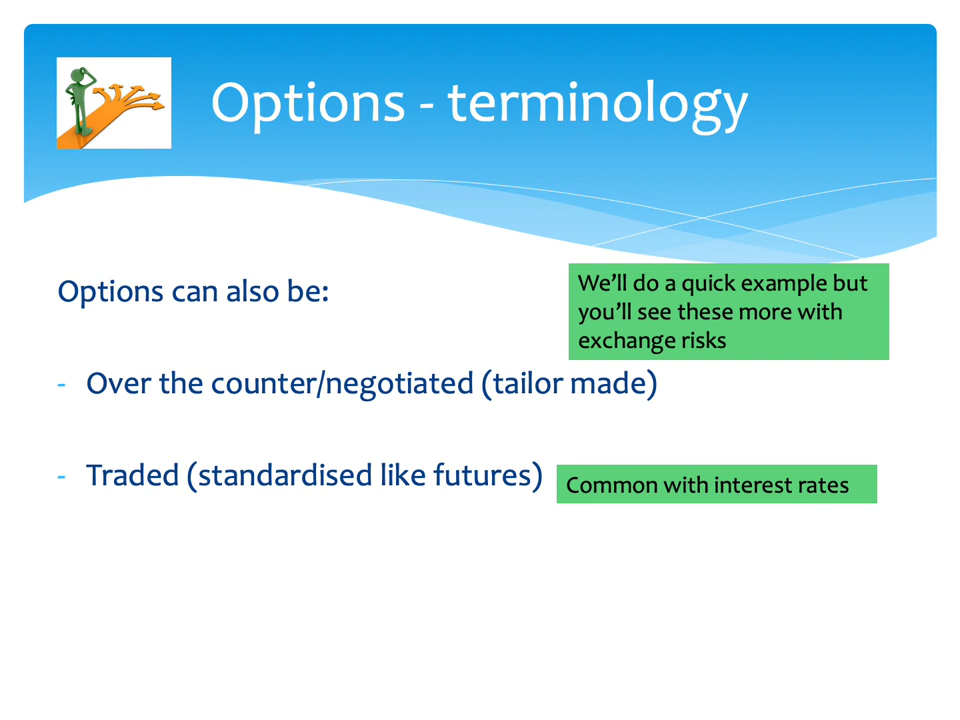 Options - terminology
Options can also be:
We’ll do a quick example but
you’ll see these more with
exchange risks
- Over the counter/negotiated (tailor made)
- Traded (standardised like futures)
Common with interest rates